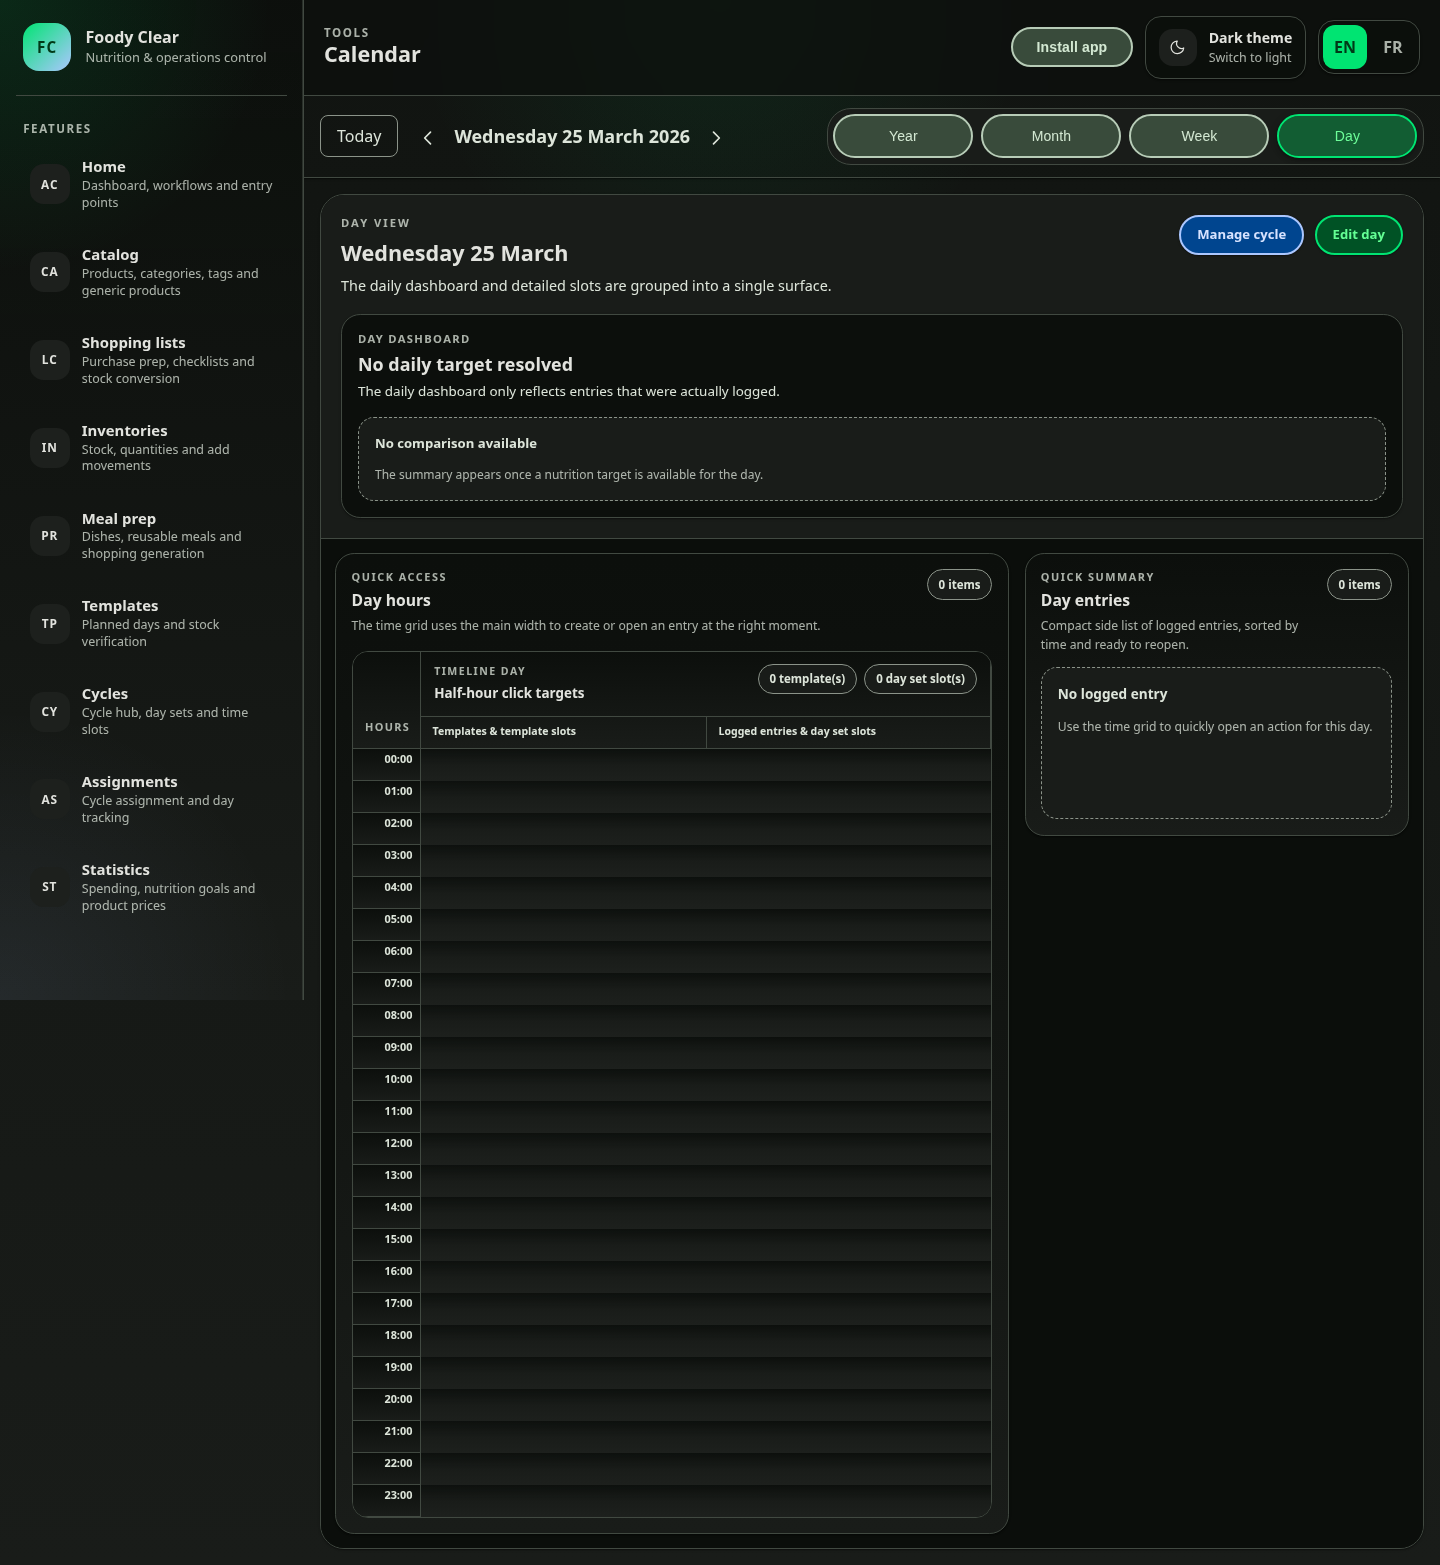 FC
Foody Clear
Nutrition & operations control
FEATURES
AC
Home
Dashboard, workflows and entry
points
CA
Catalog
Products, categories, tags and
generic products
LC
Shopping lists
Purchase prep, checklists and
stock conversion
IN
Inventories
Stock, quantities and add
movements
PR
Meal prep
Dishes, reusable meals and
shopping generation
TP
Templates
Planned days and stock
verification
CY
Cycles
Cycle hub, day sets and time
slots
AS
Assignments
Cycle assignment and day
tracking
ST
Statistics
Spending, nutrition goals and
product prices
TOOLS
Calendar
Install app
Dark theme
Switch to light
EN FR
Today
Wednesday 25 March 2026
Year Month Week Day
DAY VIEW
Wednesday 25 March
The daily dashboard and detailed slots are grouped into a single surface.
Manage cycle
Edit day
DAY DASHBOARD
No daily target resolved
The daily dashboard only reflects entries that were actually logged.
No comparison available
The summary appears once a nutrition target is available for the day.
QUICK ACCESS
Day hours
The time grid uses the main width to create or open an entry at the right moment.
0 items
TIMELINE DAY
Half-hour click targets
0 template(s)
0 day set slot(s)
HOURS
Templates & template slots
Logged entries & day set slots
00:00
01:00
02:00
03:00
04:00
05:00
06:00
07:00
08:00
09:00
10:00
11:00
12:00
13:00
14:00
15:00
16:00
17:00
18:00
19:00
20:00
21:00
22:00
23:00
QUICK SUMMARY
Day entries
Compact side list of logged entries, sorted by
time and ready to reopen.
0 items
No logged entry
Use the time grid to quickly open an action for this day.